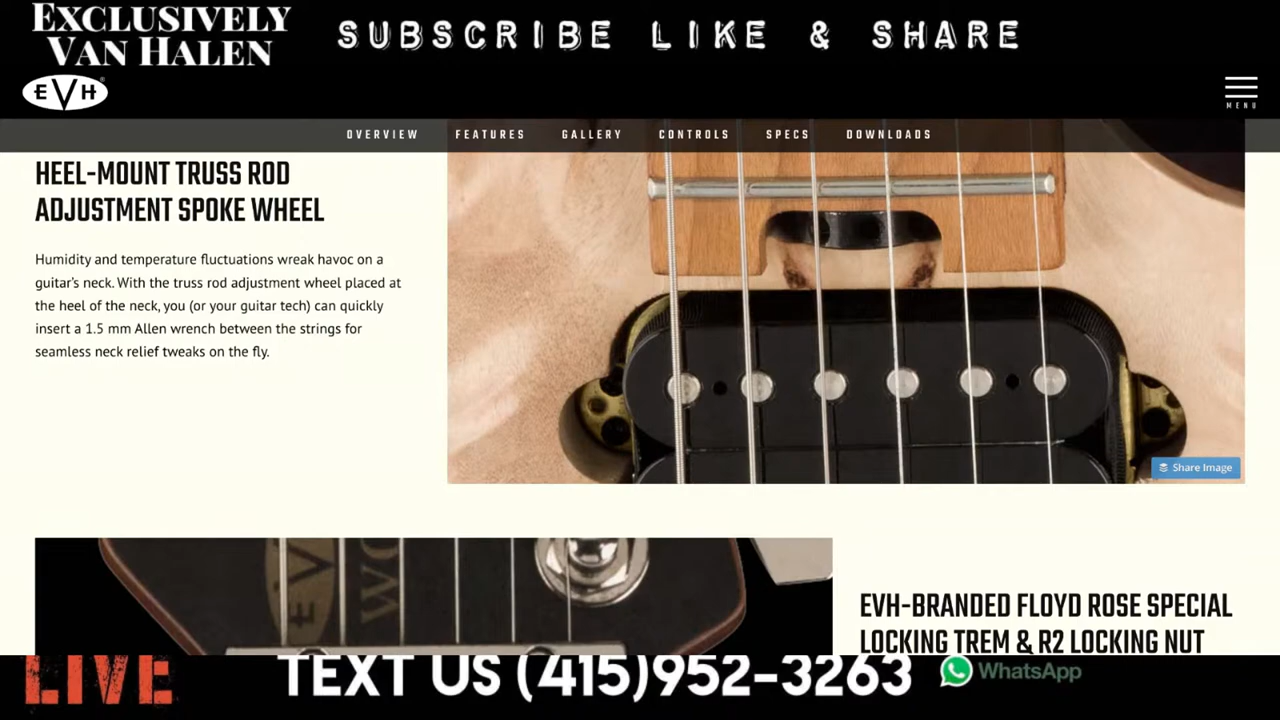 EXCLUSIVELY
VAN HALEN
SUBSCRIBE LIKE & SHARE
EVH®
MENU
OVERVIEW FEATURES GALLERY CONTROLS SPECS DOWNLOADS
HEEL-MOUNT TRUSS ROD
ADJUSTMENT SPOKE WHEEL
Humidity and temperature fluctuations wreak havoc on a
guitar's neck. With the truss rod adjustment wheel placed at
the heel of the neck, you (or your guitar tech) can quickly
insert a 1.5 mm Allen wrench between the strings for
seamless neck relief tweaks on the fly.
Share Image
EVH
EVH-BRANDED FLOYD ROSE SPECIAL
LOCKING TREM & R2 LOCKING NUT
LIVE
TEXT US (415)952-3263
WhatsApp